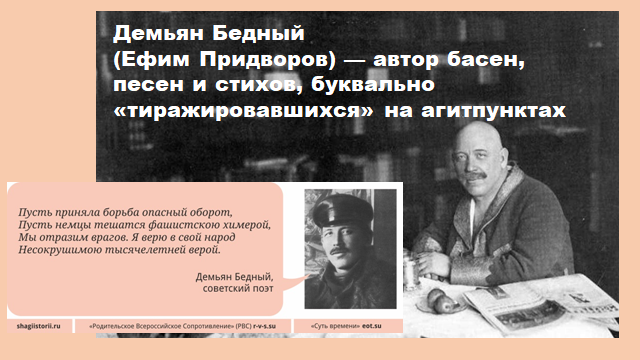 Демьян Бедный
(Ефим Придворов) — автор басен,
песен и стихов, буквально
«тиражировавшихся» на агитпунктах
Пусть приняла борьба опасный оборот,
Пусть немцы тешатся фашистскою химерой,
Мы отразим врагов. Я верю в свой народ
Несокрушимою тысячелетней верой.
Демьян Бедный,
советский поэт
shagiistorii.ru
«Родительское Всероссийское Сопротивление» (РВС) r-v-s.su
«Суть времени» eot.su